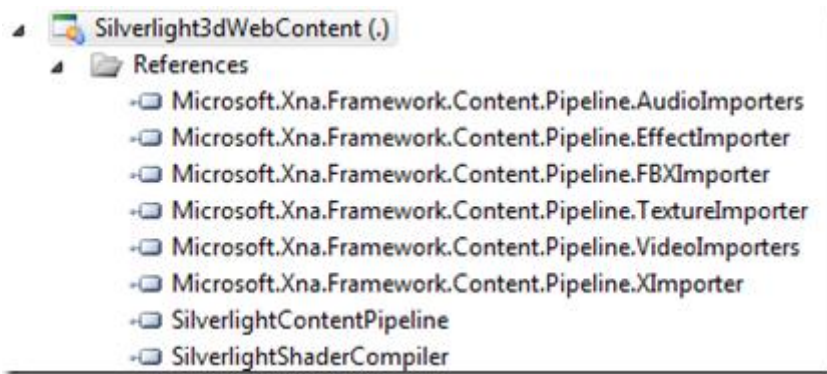 Silverlight3dWebContent (.)
References
Microsoft.Xna.Framework.Content.Pipeline.AudioImporters
Microsoft.Xna.Framework.Content.Pipeline.EffectImporter
Microsoft.Xna.Framework.Content.Pipeline.FBXImporter
Microsoft.Xna.Framework.Content.Pipeline.TextureImporter
Microsoft.Xna.Framework.Content.Pipeline.VideoImporters
Microsoft.Xna.Framework.Content.Pipeline.XImporter
SilverlightContentPipeline
SilverlightShaderCompiler